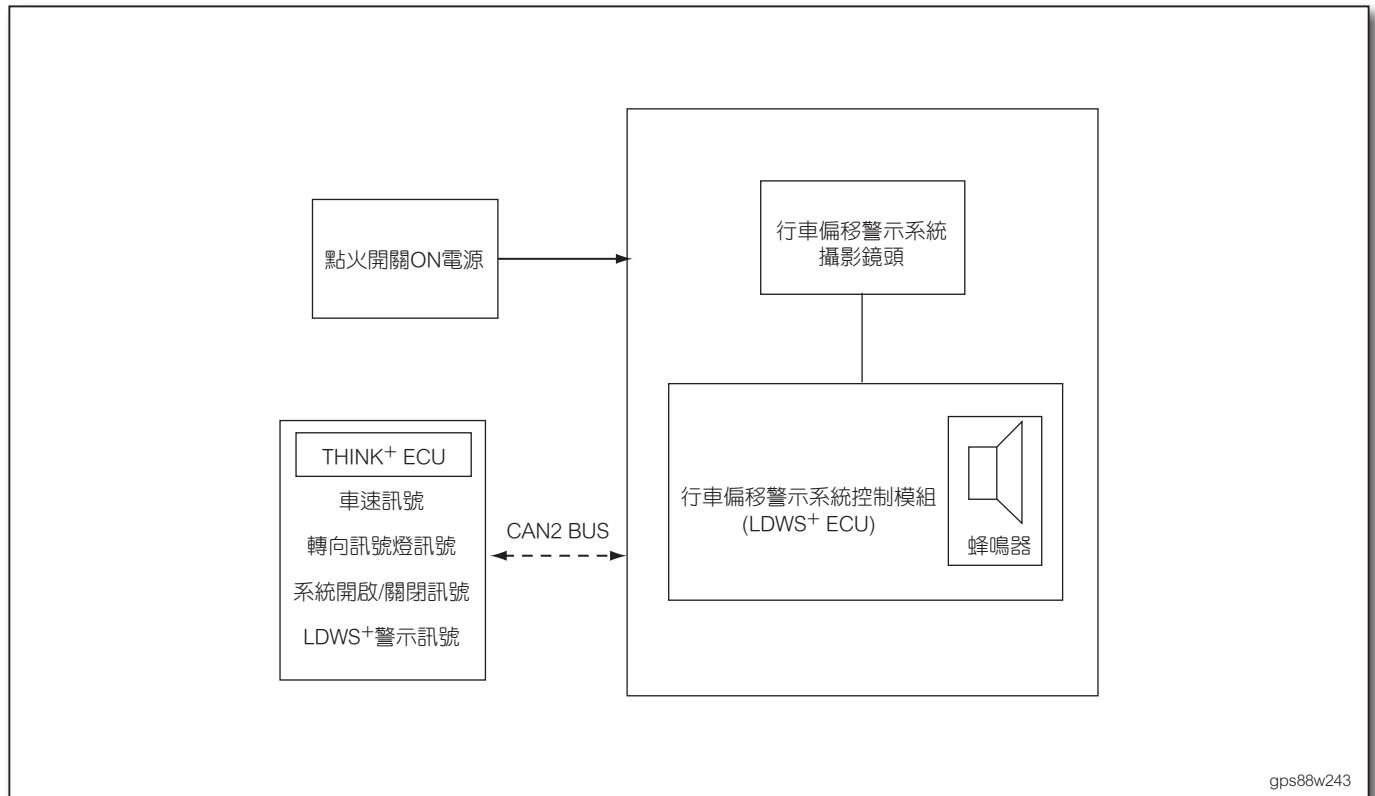 點火開關ON電源
行車偏移警示系統
攝影鏡頭
THINK+ ECU
車速訊號
轉向訊號燈訊號
系統開啟/關閉訊號
LDWS+警示訊號
CAN2 BUS
行車偏移警示系統控制模組
(LDWS+ ECU)
蜂鳴器
gps88w243